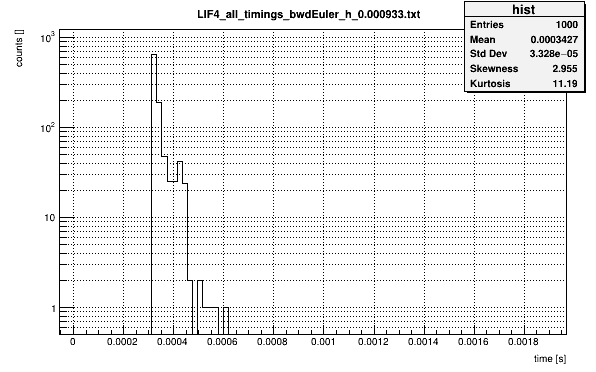 LIF4_all_timings_bwdEuler_h_0.000933.txt
hist
Entries 1000
Mean 0.0003427
Std Dev 3.328e−05
Skewness 2.955
Kurtosis 11.19
counts []
10³
10²
10
1
0 0.0002 0.0004 0.0006 0.0008 0.001 0.0012 0.0014 0.0016 0.0018
time [s]